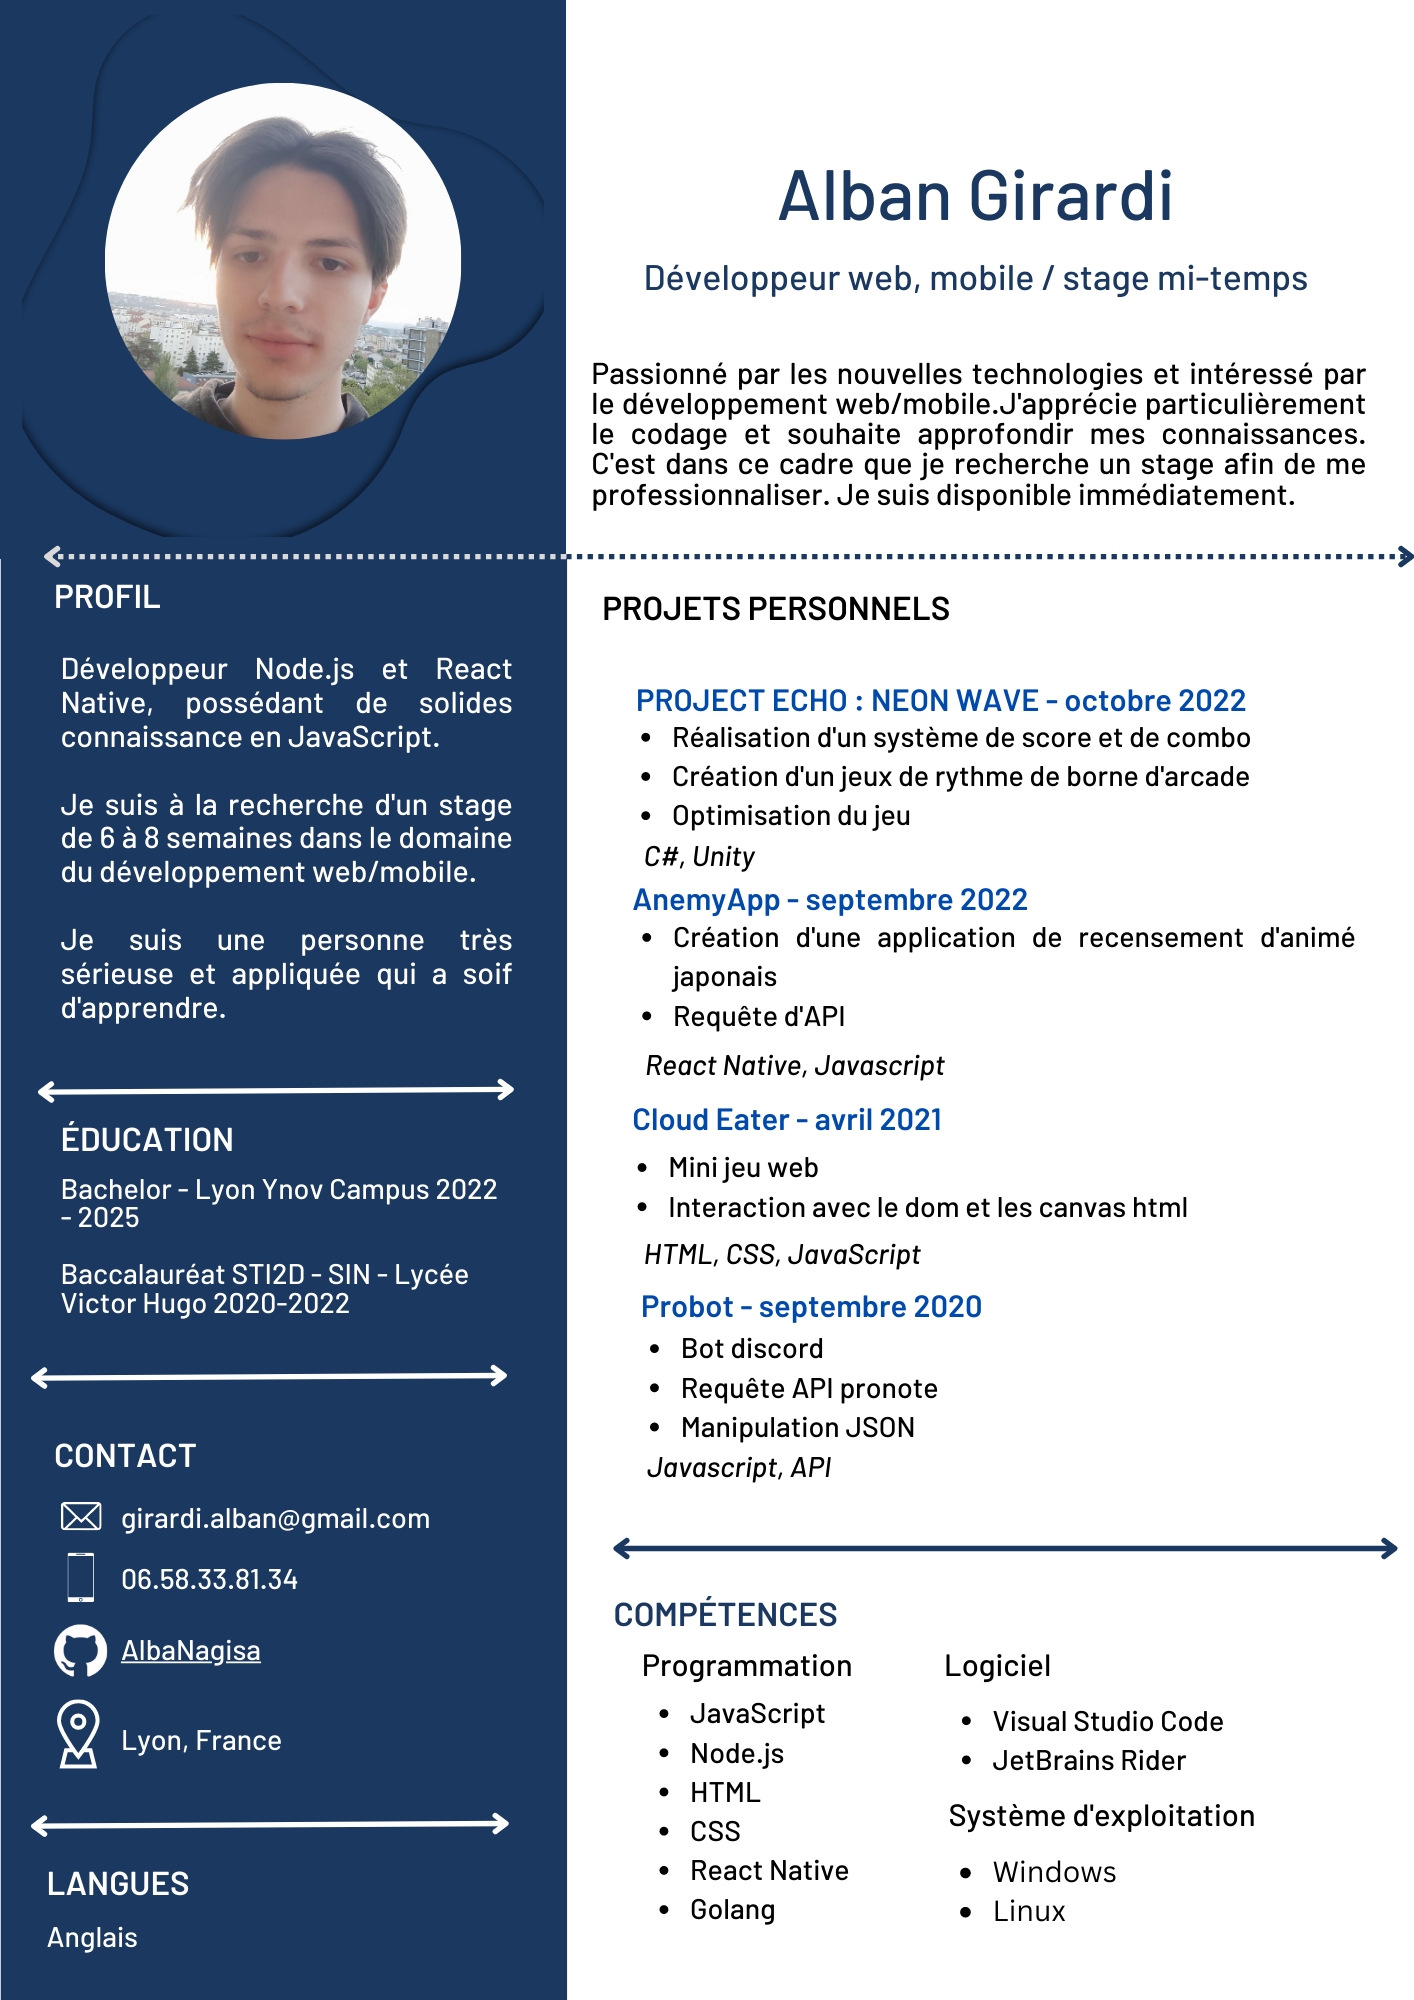 Alban Girardi
Développeur web, mobile / stage mi-temps
Passionné par les nouvelles technologies et intéressé par
le développement web/mobile.J'apprécie particulièrement
le codage et souhaite approfondir mes connaissances.
C'est dans ce cadre que je recherche un stage afin de me
professionnaliser. Je suis disponible immédiatement.
PROFIL
Développeur Node.js et React
Native, possédant de solides
connaissance en JavaScript.
Je suis à la recherche d'un stage
de 6 à 8 semaines dans le domaine
du développement web/mobile.
Je suis une personne très
sérieuse et appliquée qui a soif
d'apprendre.
ÉDUCATION
Bachelor - Lyon Ynov Campus 2022
- 2025
Baccalauréat STI2D - SIN - Lycée
Victor Hugo 2020-2022
CONTACT
girardi.alban@gmail.com
06.58.33.81.34
AlbaNagisa
Lyon, France
LANGUES
Anglais
PROJETS PERSONNELS
PROJECT ECHO : NEON WAVE - octobre 2022
• Réalisation d'un système de score et de combo
• Création d'un jeux de rythme de borne d'arcade
• Optimisation du jeu
C#, Unity
AnemyApp - septembre 2022
• Création d'une application de recensement d'animé
japonais
• Requête d'API
React Native, Javascript
Cloud Eater - avril 2021
• Mini jeu web
• Interaction avec le dom et les canvas html
HTML, CSS, JavaScript
Probot - septembre 2020
• Bot discord
• Requête API pronote
• Manipulation JSON
Javascript, API
COMPÉTENCES
Programmation
• JavaScript
• Node.js
• HTML
• CSS
• React Native
• Golang
Logiciel
• Visual Studio Code
• JetBrains Rider
Système d'exploitation
• Windows
• Linux